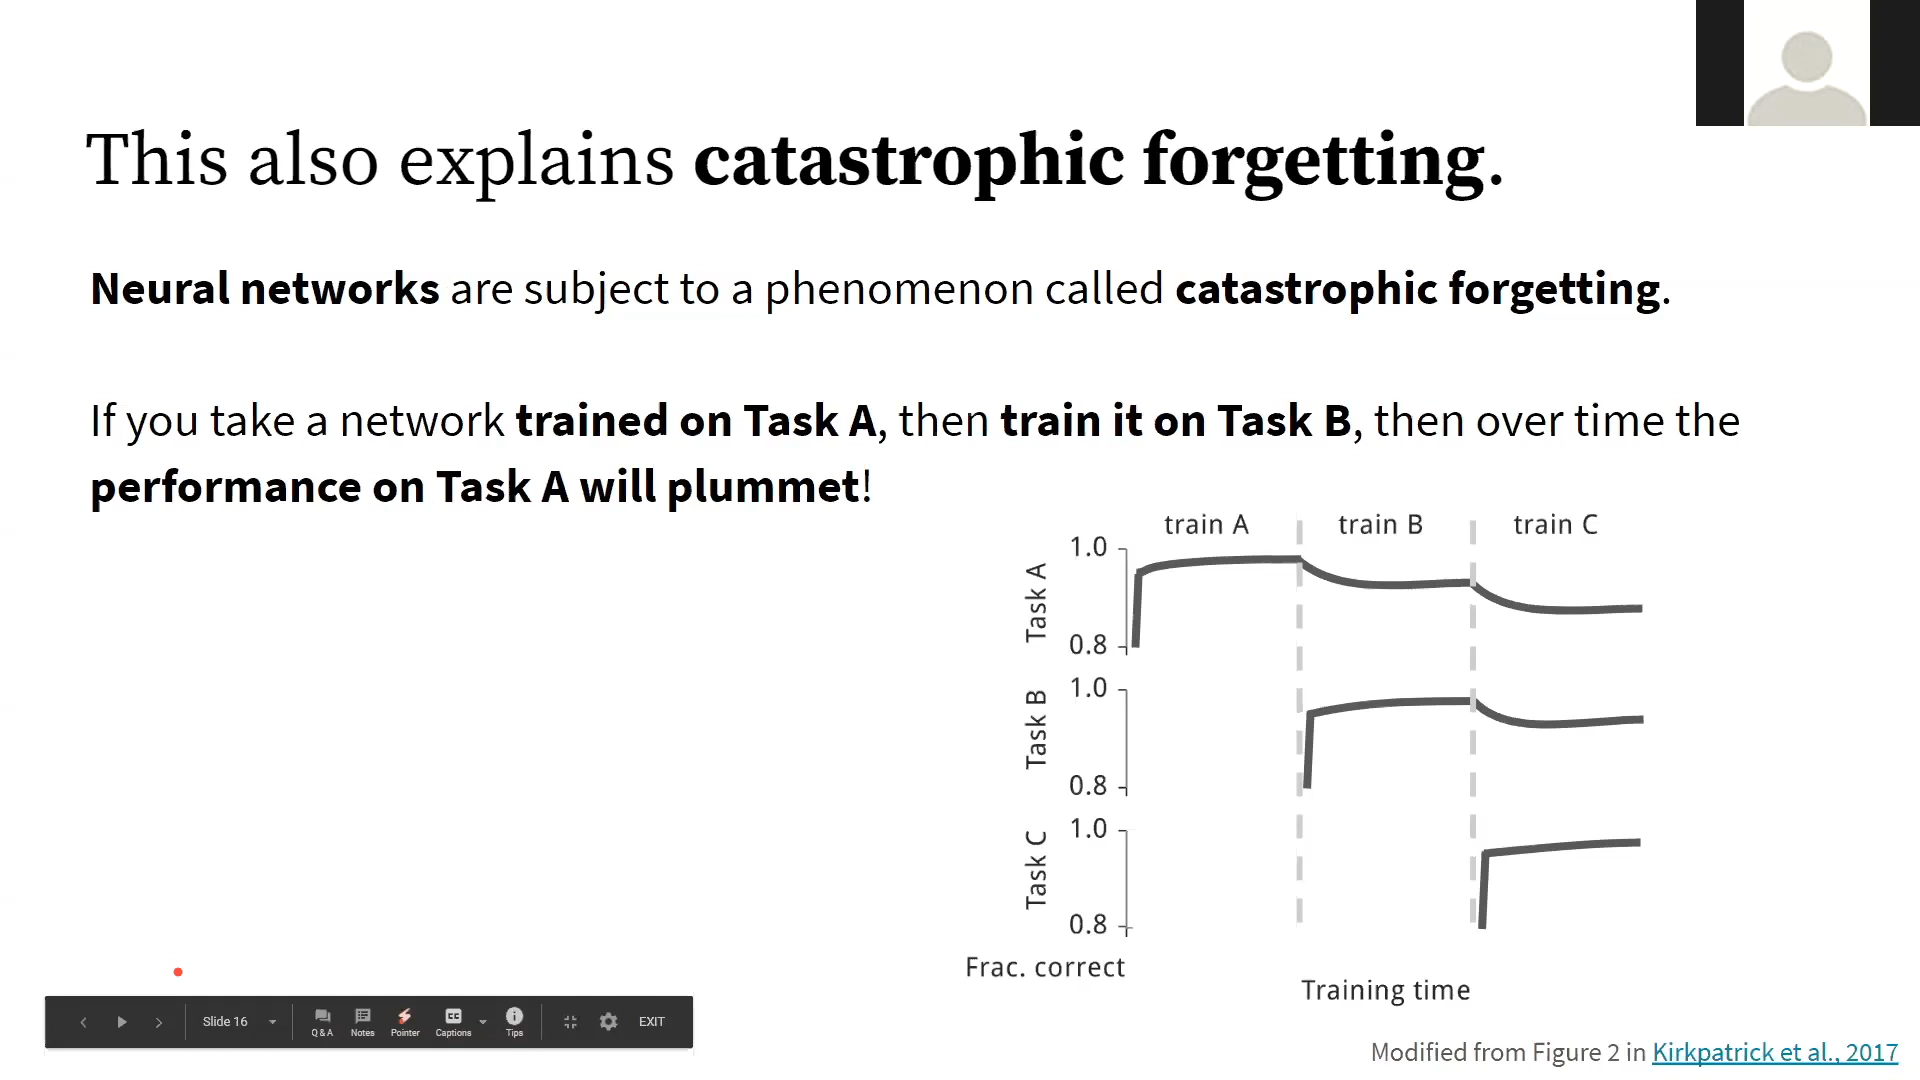 This also explains catastrophic forgetting.
Neural networks are subject to a phenomenon called catastrophic forgetting.
If you take a network trained on Task A, then train it on Task B, then over time the
performance on Task A will plummet!
train A train B train C
1.0
Task A
0.8
1.0
Task B
0.8
1.0
Task C
0.8
Frac. correct
Training time
Slide 16
Q & A Notes Pointer CC Captions Tips EXIT
Modified from Figure 2 in Kirkpatrick et al., 2017